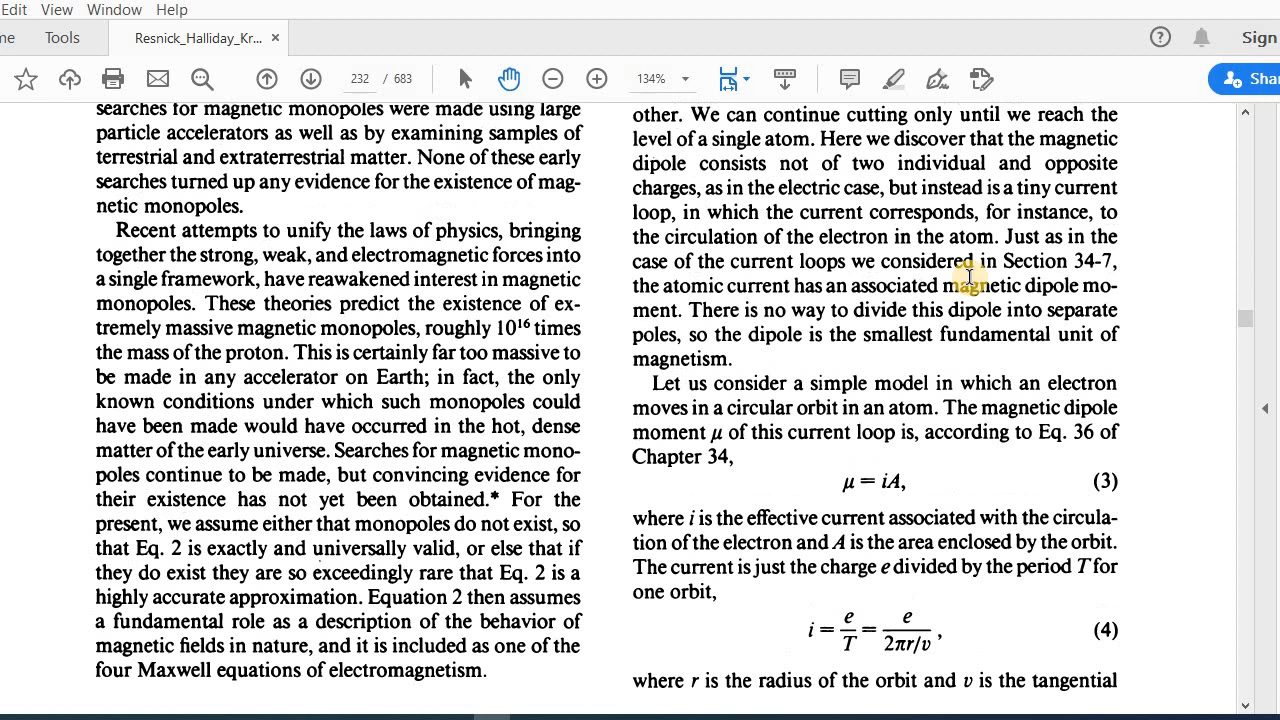 Edit View Window Help
me Tools Resnick_Halliday_Kr... × ? Sign
232 / 683 134% Shar
searches for magnetic monopoles were made using large
particle accelerators as well as by examining samples of
terrestrial and extraterrestrial matter. None of these early
searches turned up any evidence for the existence of mag-
netic monopoles.
Recent attempts to unify the laws of physics, bringing
together the strong, weak, and electromagnetic forces into
a single framework, have reawakened interest in magnetic
monopoles. These theories predict the existence of ex-
tremely massive magnetic monopoles, roughly 10¹⁶ times
the mass of the proton. This is certainly far too massive to
be made in any accelerator on Earth; in fact, the only
known conditions under which such monopoles could
have been made would have occurred in the hot, dense
matter of the early universe. Searches for magnetic mono-
poles continue to be made, but convincing evidence for
their existence has not yet been obtained.* For the
present, we assume either that monopoles do not exist, so
that Eq. 2 is exactly and universally valid, or else that if
they do exist they are so exceedingly rare that Eq. 2 is a
highly accurate approximation. Equation 2 then assumes
a fundamental role as a description of the behavior of
magnetic fields in nature, and it is included as one of the
four Maxwell equations of electromagnetism.
other. We can continue cutting only until we reach the
level of a single atom. Here we discover that the magnetic
dipole consists not of two individual and opposite
charges, as in the electric case, but instead is a tiny current
loop, in which the current corresponds, for instance, to
the circulation of the electron in the atom. Just as in the
case of the current loops we considered in Section 34-7,
the atomic current has an associated magnetic dipole mo-
ment. There is no way to divide this dipole into separate
poles, so the dipole is the smallest fundamental unit of
magnetism.
Let us consider a simple model in which an electron
moves in a circular orbit in an atom. The magnetic dipole
moment μ of this current loop is, according to Eq. 36 of
Chapter 34,
μ = iA, (3)
where i is the effective current associated with the circula-
tion of the electron and A is the area enclosed by the orbit.
The current is just the charge e divided by the period T for
one orbit,
i = e/T = e/(2πr/v), (4)
where r is the radius of the orbit and v is the tangential